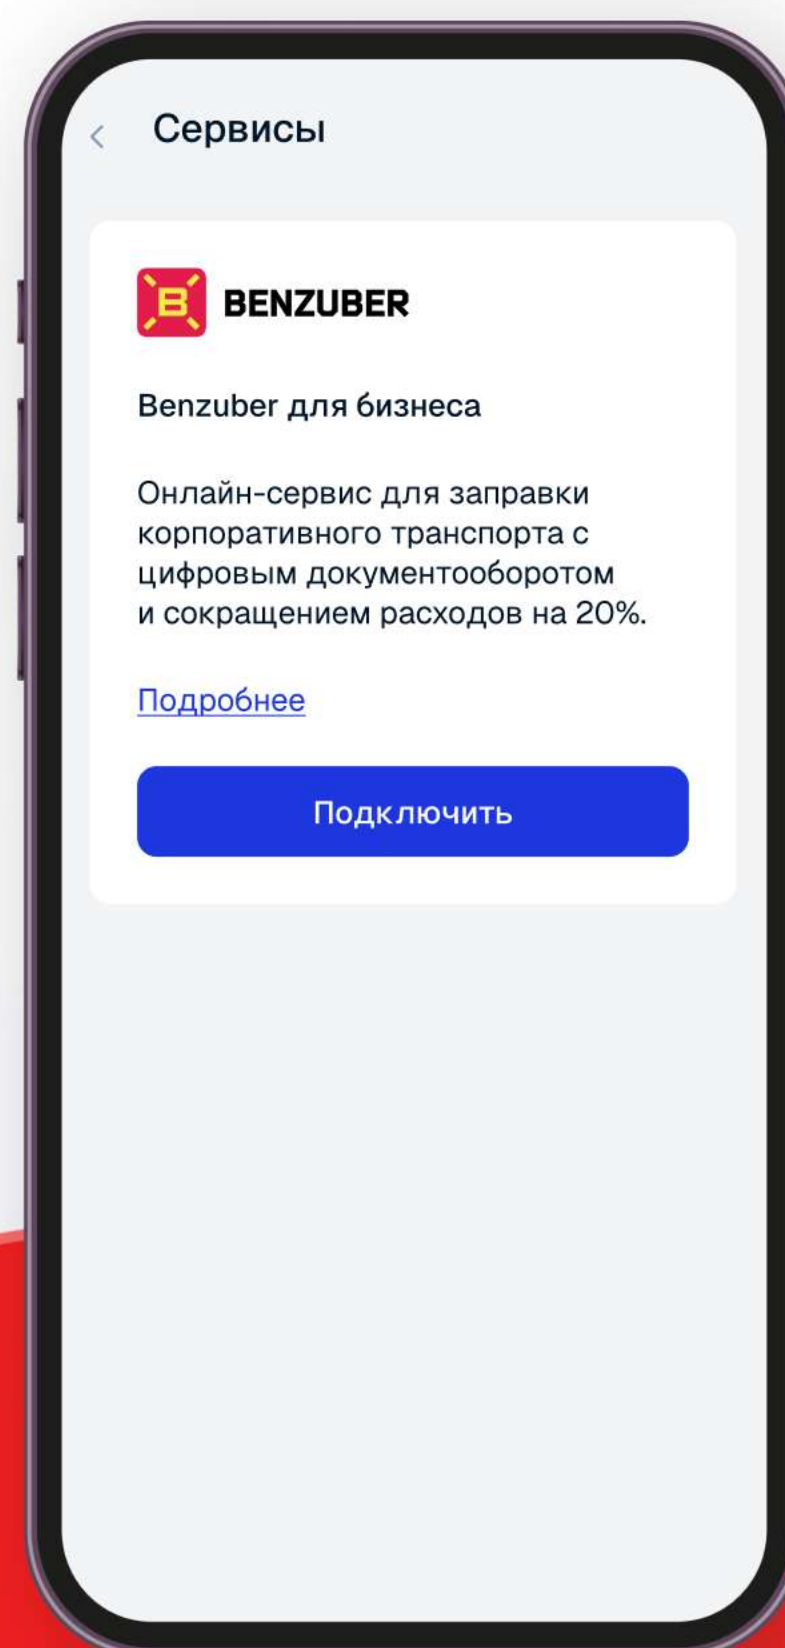 Сервисы
B BENZUBER
Benzuber для бизнеса
Онлайн-сервис для заправки
корпоративного транспорта с
цифровым документооборотом
и сокращением расходов на 20%.
Подробнее
Подключить